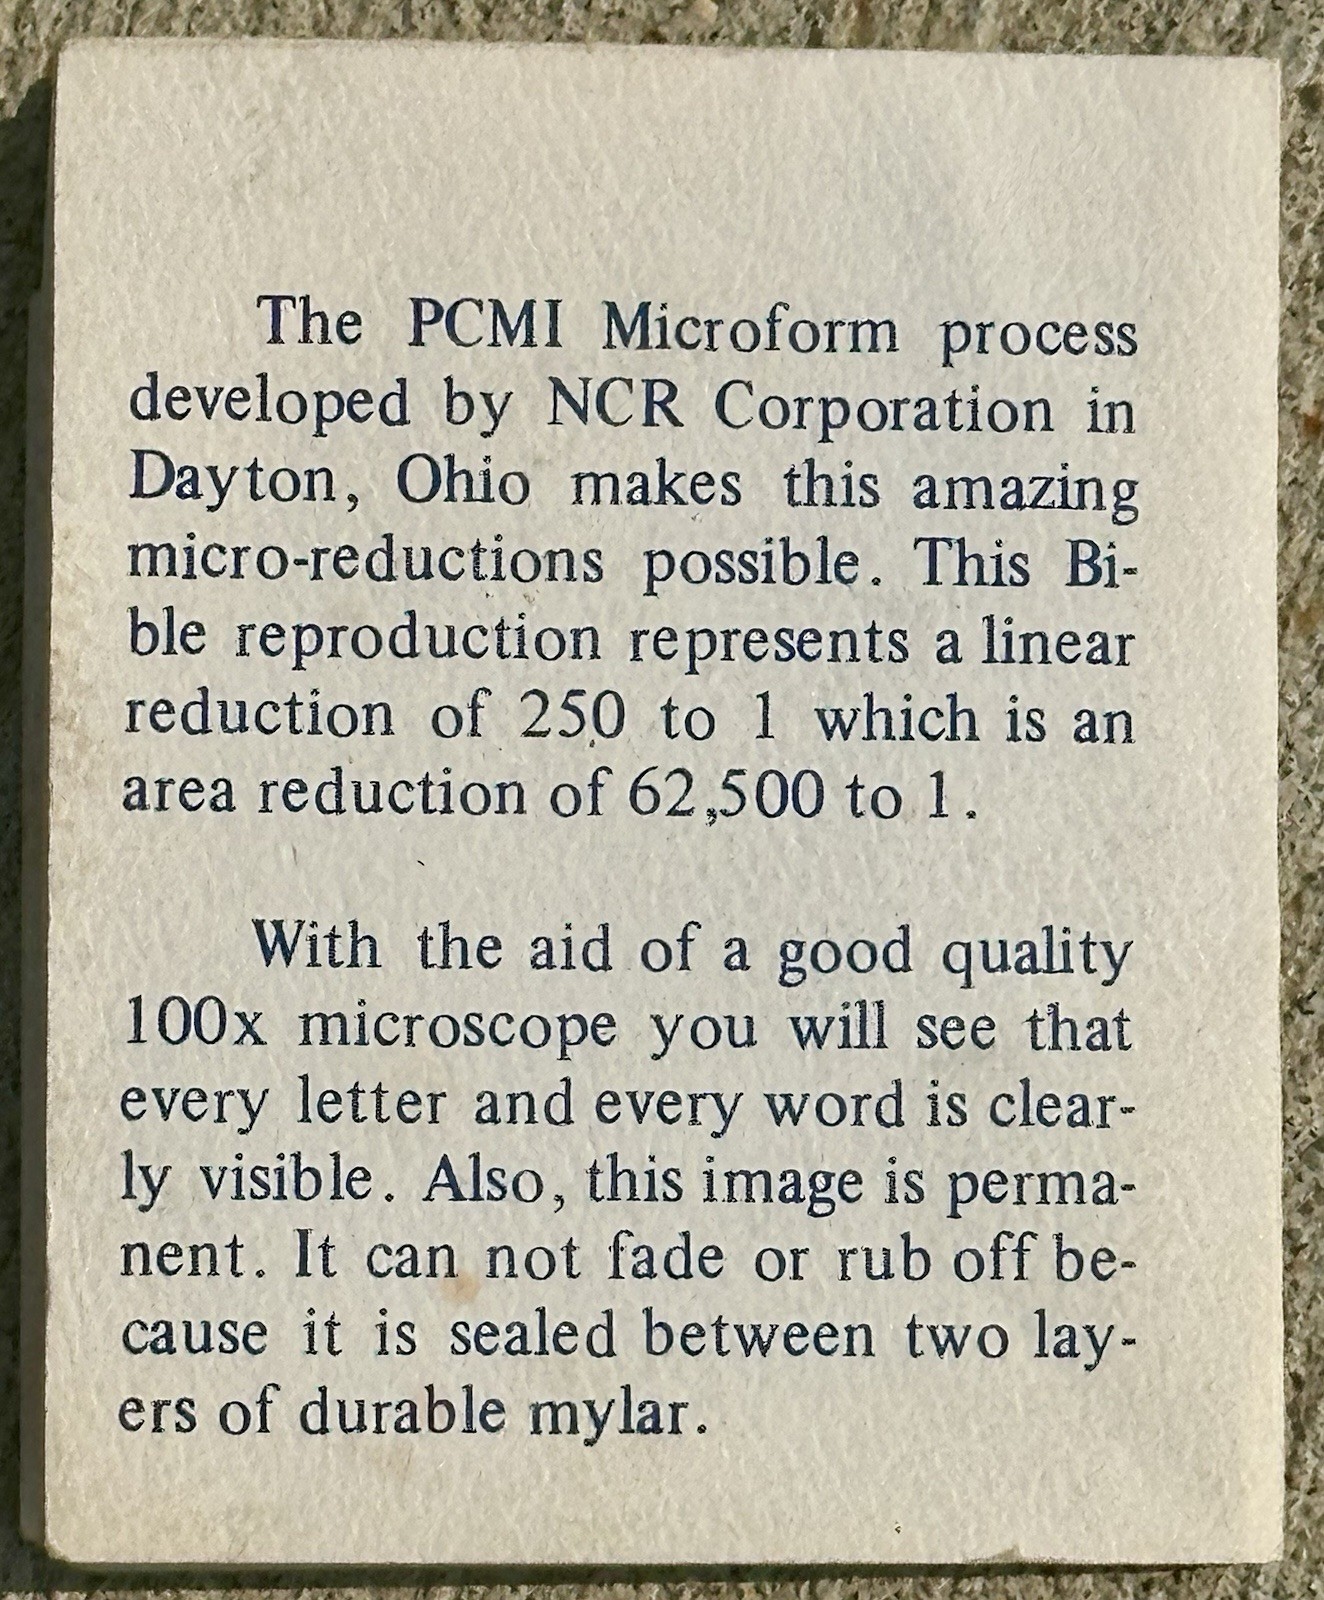 The PCMI Microform process
developed by NCR Corporation in
Dayton, Ohio makes this amazing
micro-reductions possible. This Bi-
ble reproduction represents a linear
reduction of 250 to 1 which is an
area reduction of 62,500 to 1.
With the aid of a good quality
100x microscope you will see that
every letter and every word is clear-
ly visible. Also, this image is perma-
nent. It can not fade or rub off be-
cause it is sealed between two lay-
ers of durable mylar.